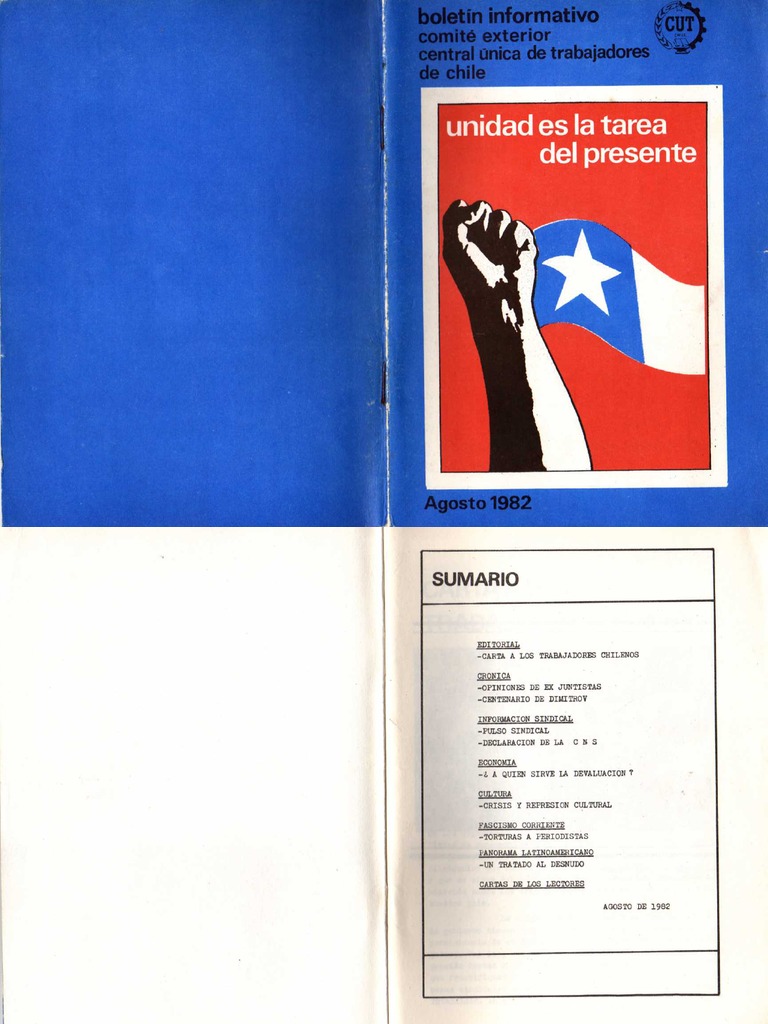 boletín informativo
comité exterior
central única de trabajadores
de chile
CUT
CHILE
unidad es la tarea
del presente
Agosto 1982
SUMARIO
EDITORIAL
-CARTA A LOS TRABAJADORES CHILENOS
CRONICA
-OPINIONES DE EX JUNTISTAS
-CENTENARIO DE DIMITROV
INFORMACION SINDICAL
-PULSO SINDICAL
-DECLARACION DE LA C N S
ECONOMIA
-¿ A QUIEN SIRVE LA DEVALUACION ?
CULTURA
-CRISIS Y REPRESION CULTURAL
FASCISMO CORRIENTE
-TORTURAS A PERIODISTAS
PANORAMA LATINOAMERICANO
-UN TRATADO AL DESNUDO
CARTAS DE LOS LECTORES
AGOSTO DE 1982